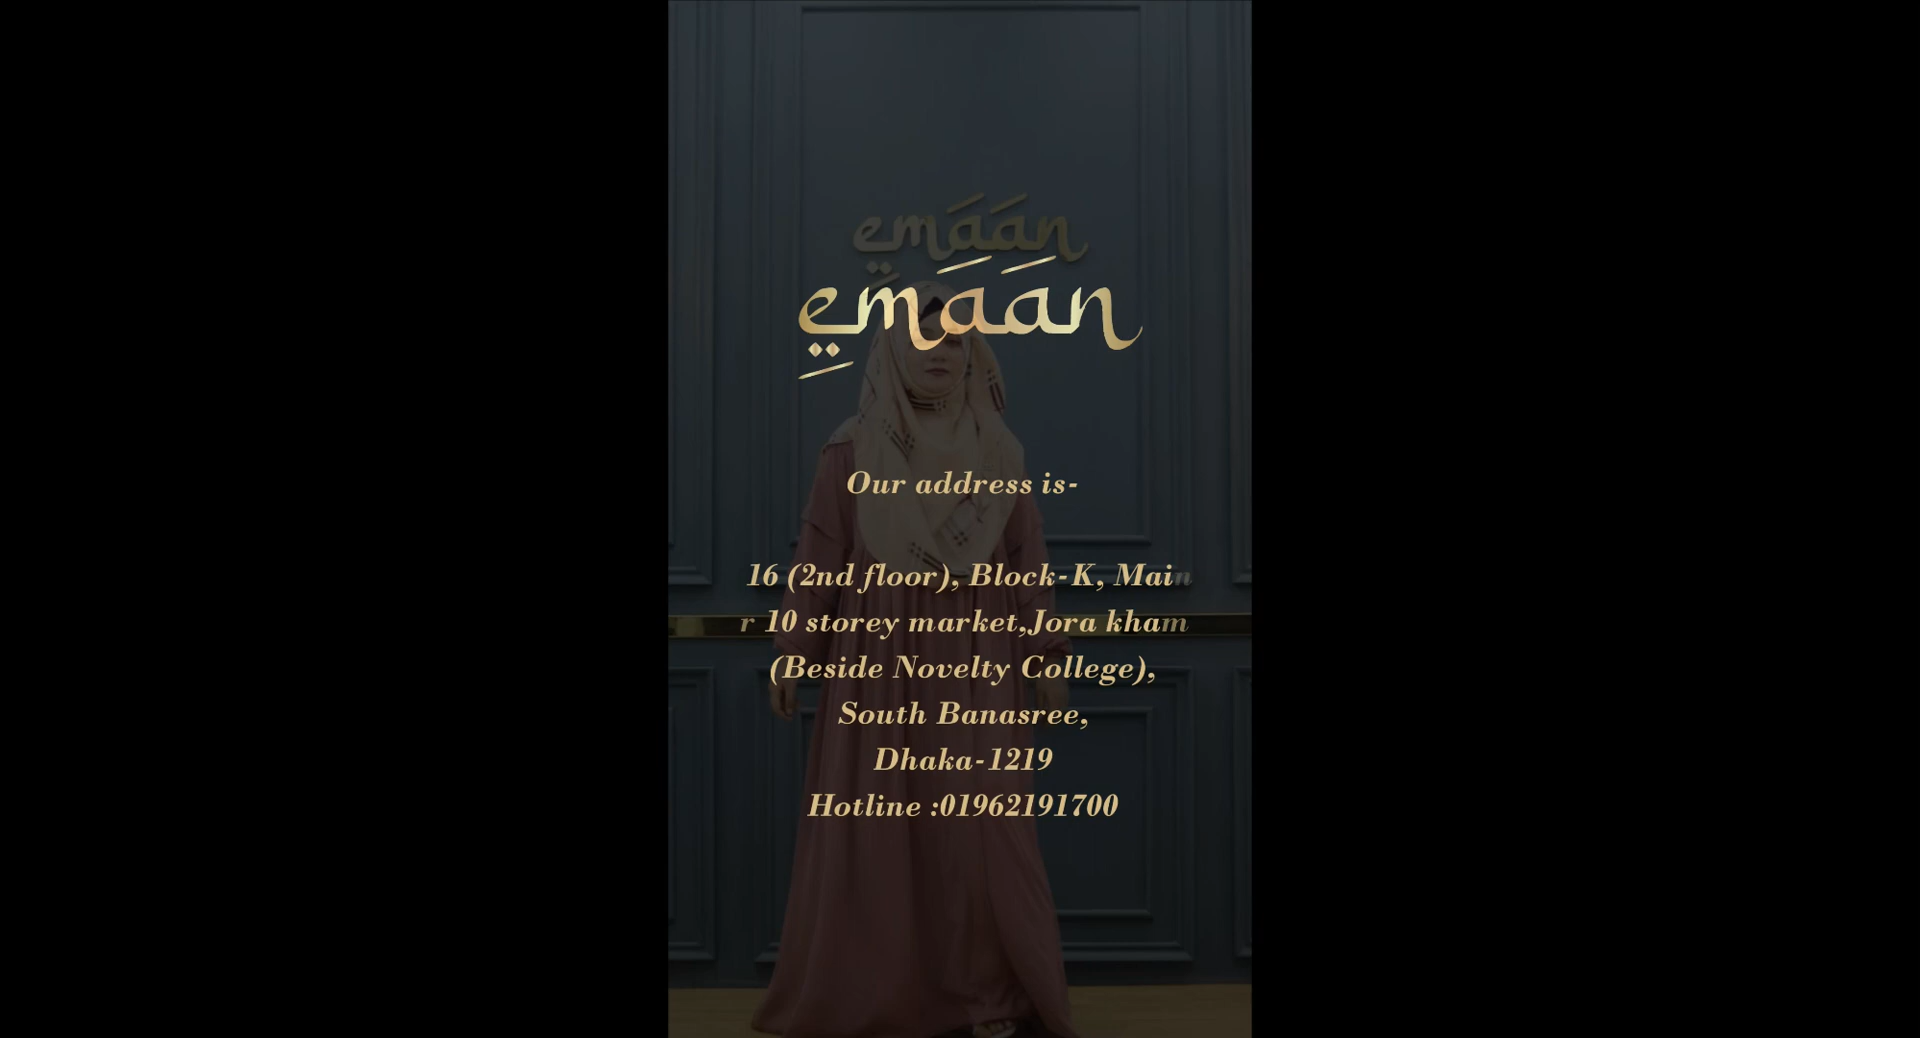 emaan
emaan
Our address is-
16 (2nd floor), Block-K, Main
r 10 storey market,Jora kham
(Beside Novelty College),
South Banasree,
Dhaka-1219
Hotline :01962191700